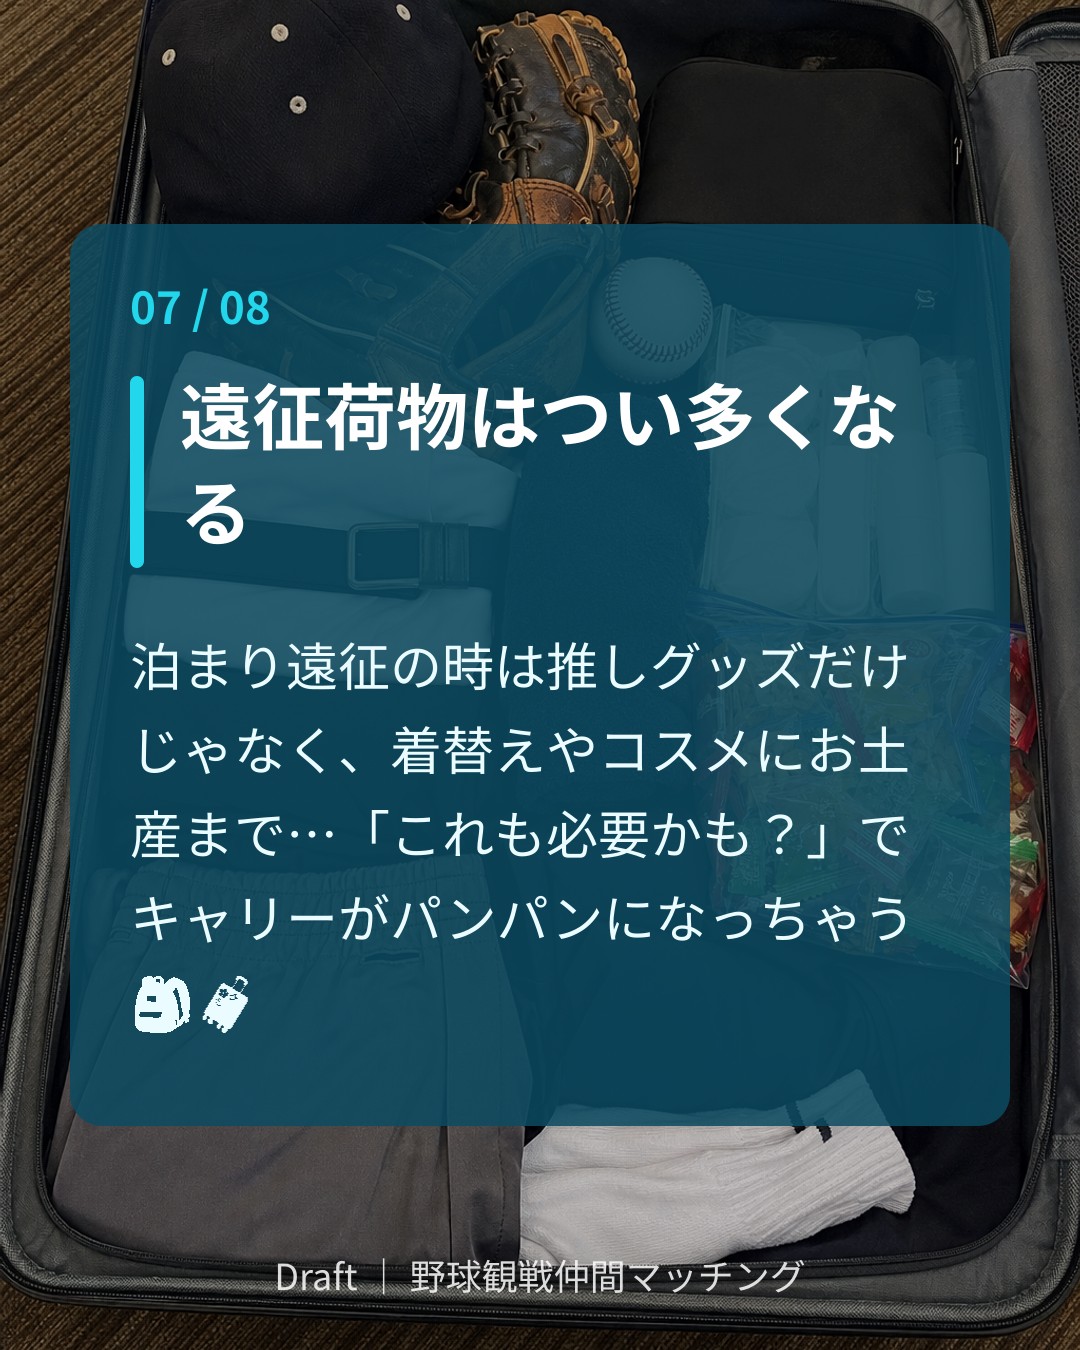 07 / 08
遠征荷物はつい多くな
る
泊まり遠征の時は推しグッズだけ
じゃなく、着替えやコスメにお土
産まで…「これも必要かも？」で
キャリーがパンパンになっちゃう
🎒🧳
Draft ｜ 野球観戦仲間マッチング